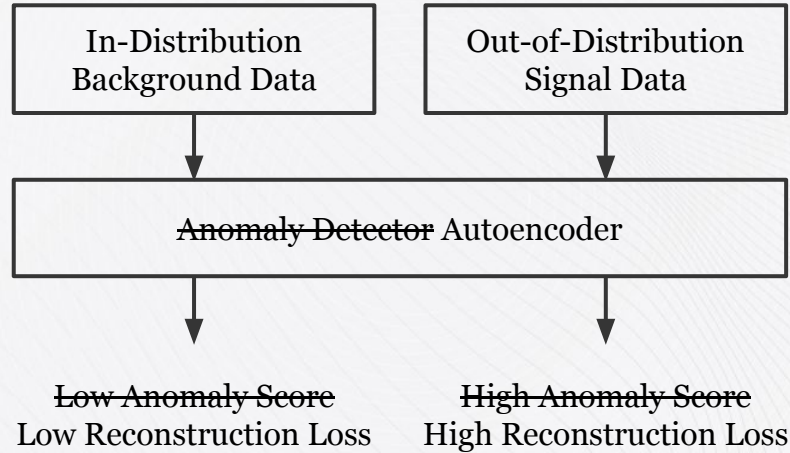 In-Distribution
Background Data
Out-of-Distribution
Signal Data
Anomaly Detector Autoencoder
Low Anomaly Score
Low Reconstruction Loss
High Anomaly Score
High Reconstruction Loss